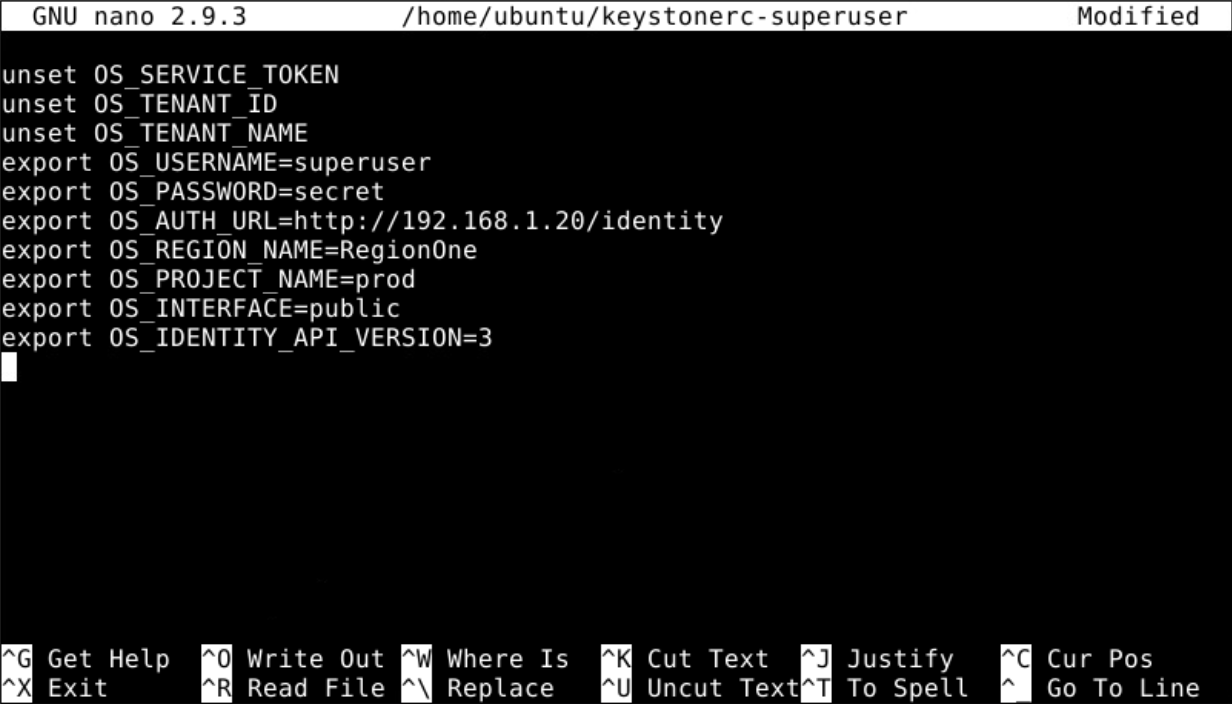 GNU nano 2.9.3 /home/ubuntu/keystonerc-superuser Modified
unset OS_SERVICE_TOKEN
unset OS_TENANT_ID
unset OS_TENANT_NAME
export OS_USERNAME=superuser
export OS_PASSWORD=secret
export OS_AUTH_URL=http://192.168.1.20/identity
export OS_REGION_NAME=RegionOne
export OS_PROJECT_NAME=prod
export OS_INTERFACE=public
export OS_IDENTITY_API_VERSION=3
^G Get Help ^O Write Out ^W Where Is ^K Cut Text ^J Justify ^C Cur Pos
^X Exit ^R Read File ^\ Replace ^U Uncut Text ^T To Spell ^_ Go To Line